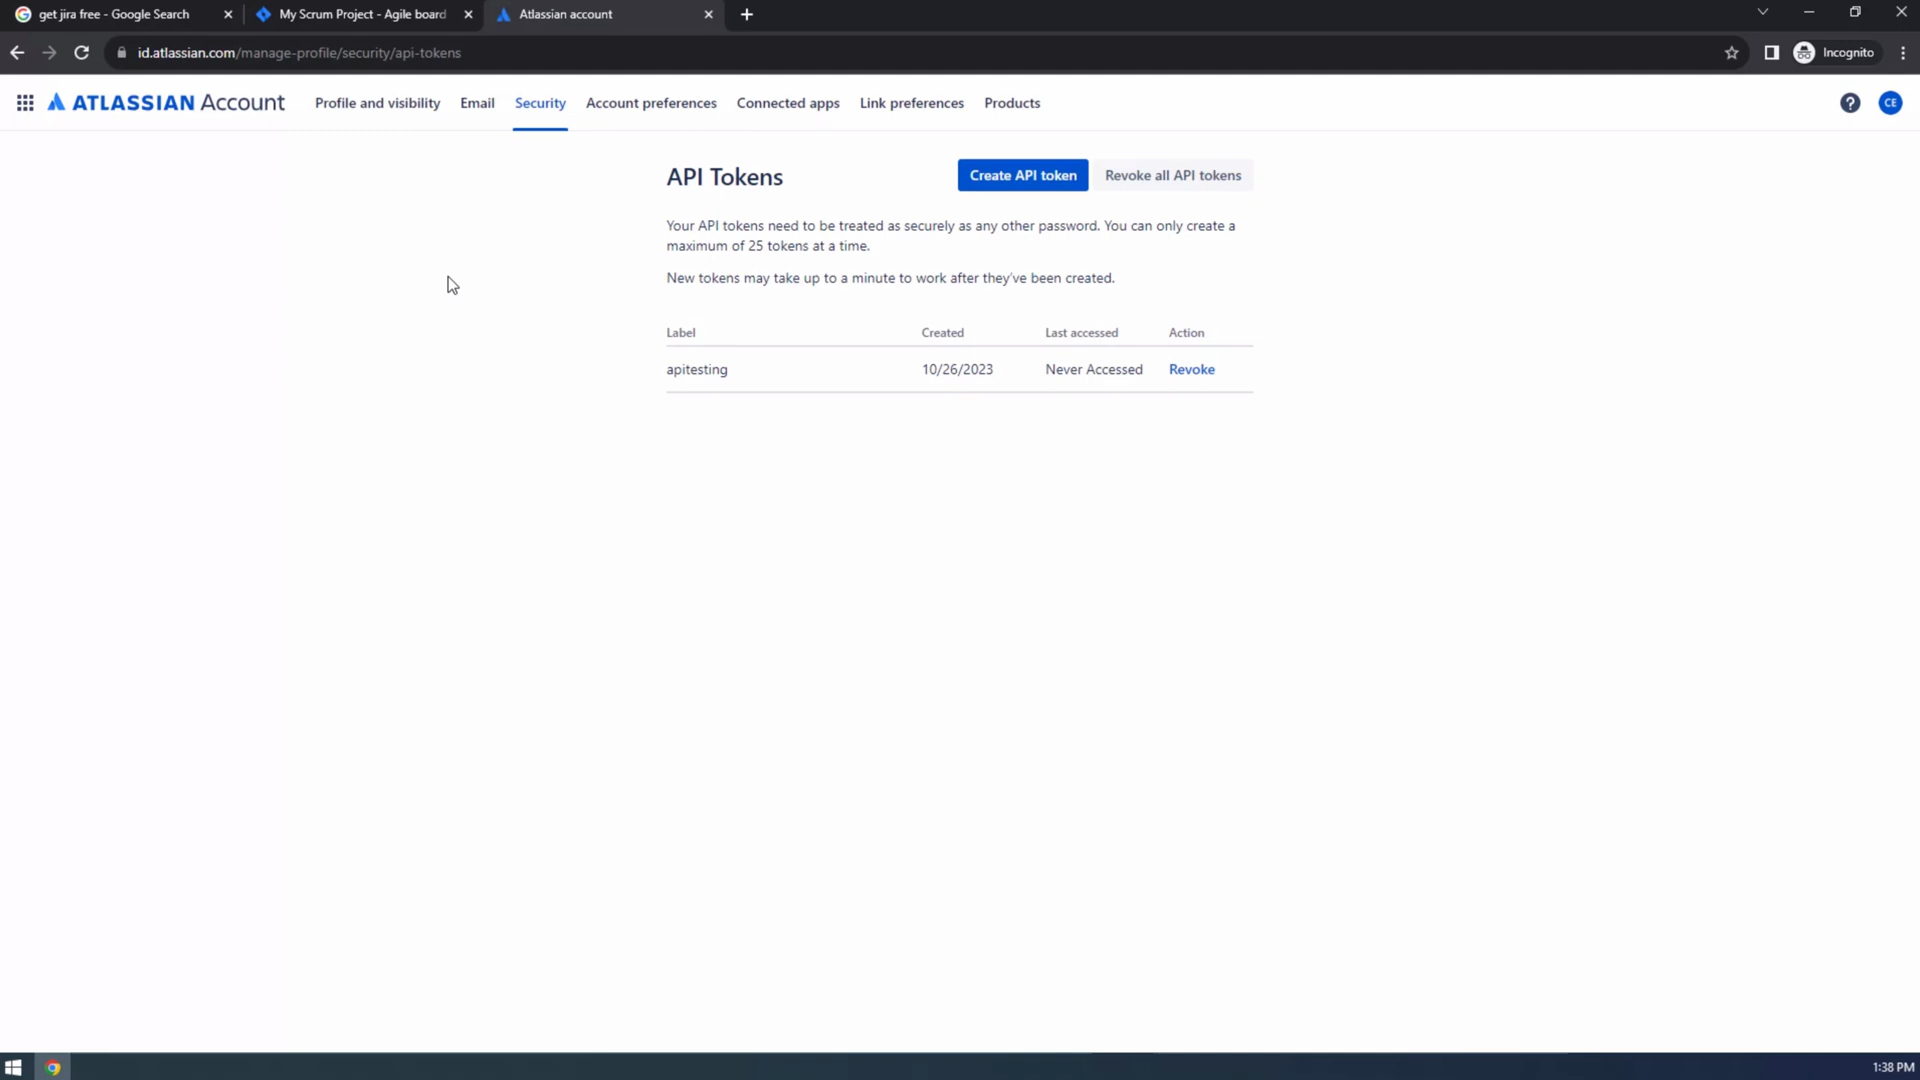 get jira free - Google Search
My Scrum Project - Agile board
Atlassian account
id.atlassian.com/manage-profile/security/api-tokens
Incognito
ATLASSIAN Account
Profile and visibility
Email
Security
Account preferences
Connected apps
Link preferences
Products
?
CE
API Tokens
Create API token
Revoke all API tokens
Your API tokens need to be treated as securely as any other password. You can only create a
maximum of 25 tokens at a time.
New tokens may take up to a minute to work after they've been created.
Label Created Last accessed Action
apitesting 10/26/2023 Never Accessed Revoke
1:38 PM